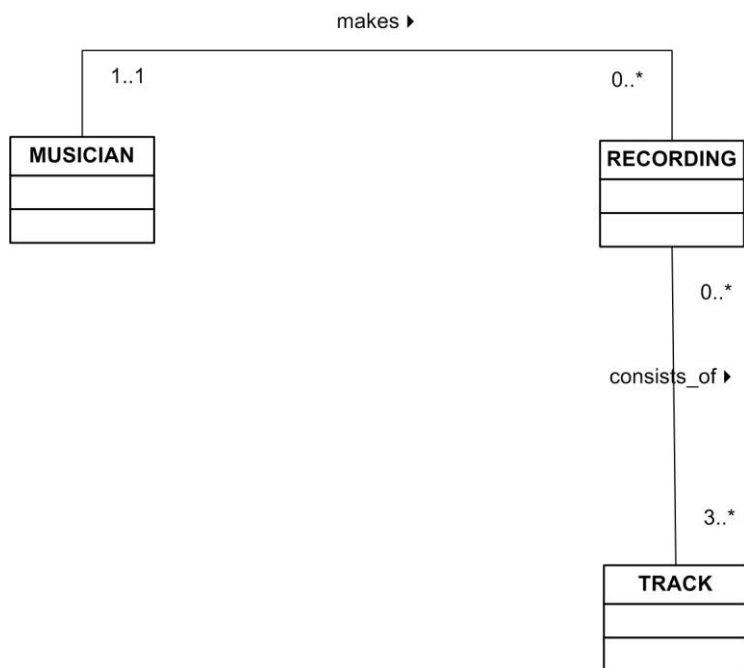 makes ▸
1..1
0..*
MUSICIAN
RECORDING
0..*
consists_of ▸
3..*
TRACK